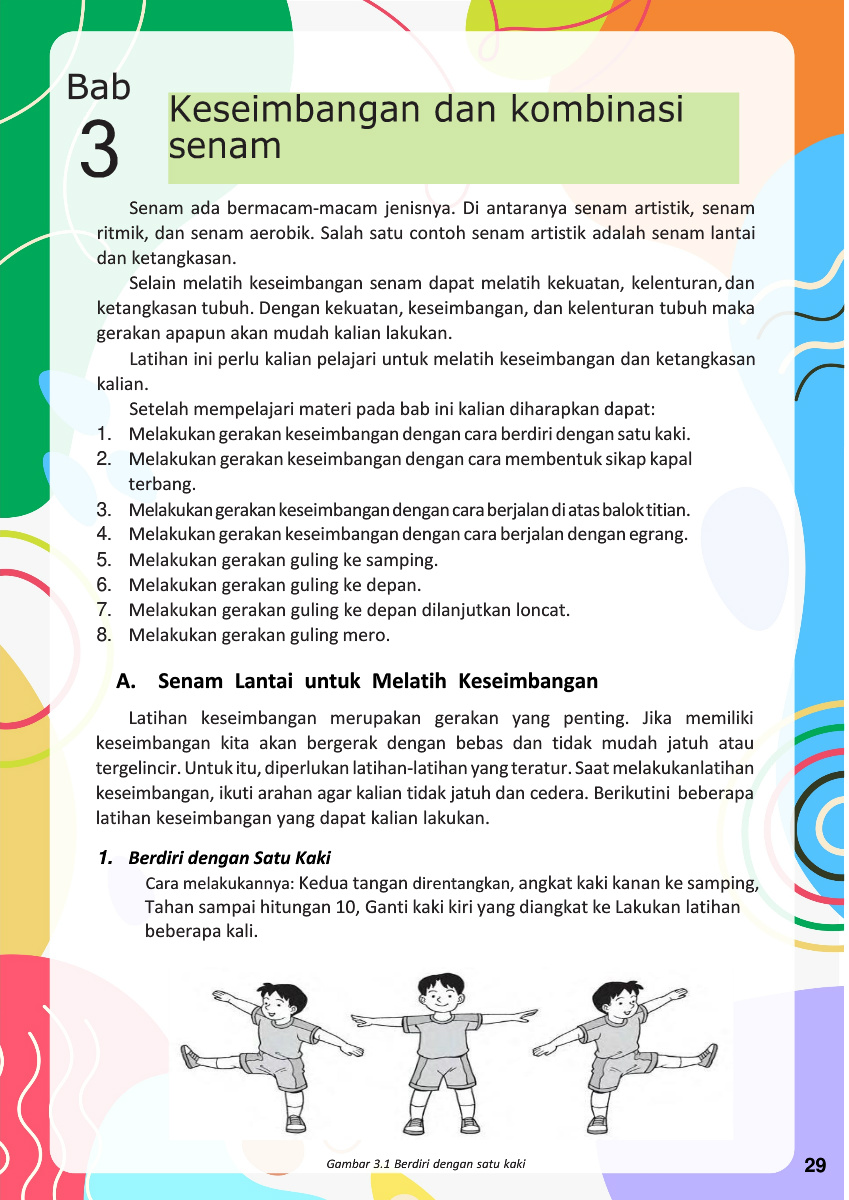 Bab
3
Keseimbangan dan kombinasi
senam
Senam ada bermacam-macam jenisnya. Di antaranya senam artistik, senam
ritmik, dan senam aerobik. Salah satu contoh senam artistik adalah senam lantai
dan ketangkasan.
Selain melatih keseimbangan senam dapat melatih kekuatan, kelenturan, dan
ketangkasan tubuh. Dengan kekuatan, keseimbangan, dan kelenturan tubuh maka
gerakan apapun akan mudah kalian lakukan.
Latihan ini perlu kalian pelajari untuk melatih keseimbangan dan ketangkasan
kalian.
Setelah mempelajari materi pada bab ini kalian diharapkan dapat:
1. Melakukan gerakan keseimbangan dengan cara berdiri dengan satu kaki.
2. Melakukan gerakan keseimbangan dengan cara membentuk sikap kapal
terbang.
3. Melakukan gerakan keseimbangan dengan cara berjalan di atas balok titian.
4. Melakukan gerakan keseimbangan dengan cara berjalan dengan egrang.
5. Melakukan gerakan guling ke samping.
6. Melakukan gerakan guling ke depan.
7. Melakukan gerakan guling ke depan dilanjutkan loncat.
8. Melakukan gerakan guling mero.
A. Senam Lantai untuk Melatih Keseimbangan
Latihan keseimbangan merupakan gerakan yang penting. Jika memiliki
keseimbangan kita akan bergerak dengan bebas dan tidak mudah jatuh atau
tergelincir. Untuk itu, diperlukan latihan-latihan yang teratur. Saat melakukanlatihan
keseimbangan, ikuti arahan agar kalian tidak jatuh dan cedera. Berikutini beberapa
latihan keseimbangan yang dapat kalian lakukan.
1. Berdiri dengan Satu Kaki
Cara melakukannya: Kedua tangan direntangkan, angkat kaki kanan ke samping,
Tahan sampai hitungan 10, Ganti kaki kiri yang diangkat ke Lakukan latihan
beberapa kali.
Gambar 3.1 Berdiri dengan satu kaki
29